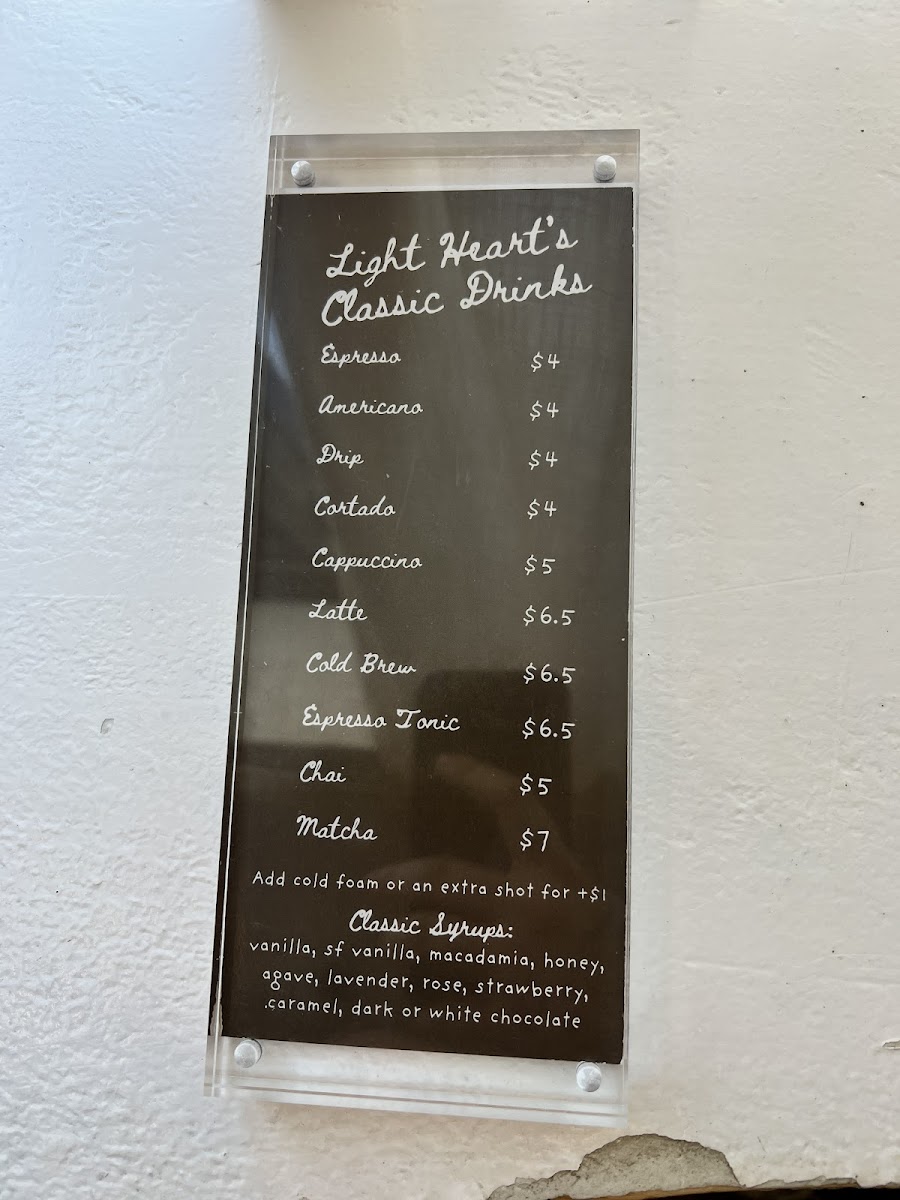 Light Heart's
Classic Drinks
Espresso $4
Americano $4
Drip $4
Cortado $4
Cappuccino $5
Latte $6.5
Cold Brew $6.5
Espresso Tonic $6.5
Chai $5
Matcha $7
Add cold foam or an extra shot for +$1
Classic Syrups:
vanilla, sf vanilla, macadamia, honey,
agave, lavender, rose, strawberry,
caramel, dark or white chocolate